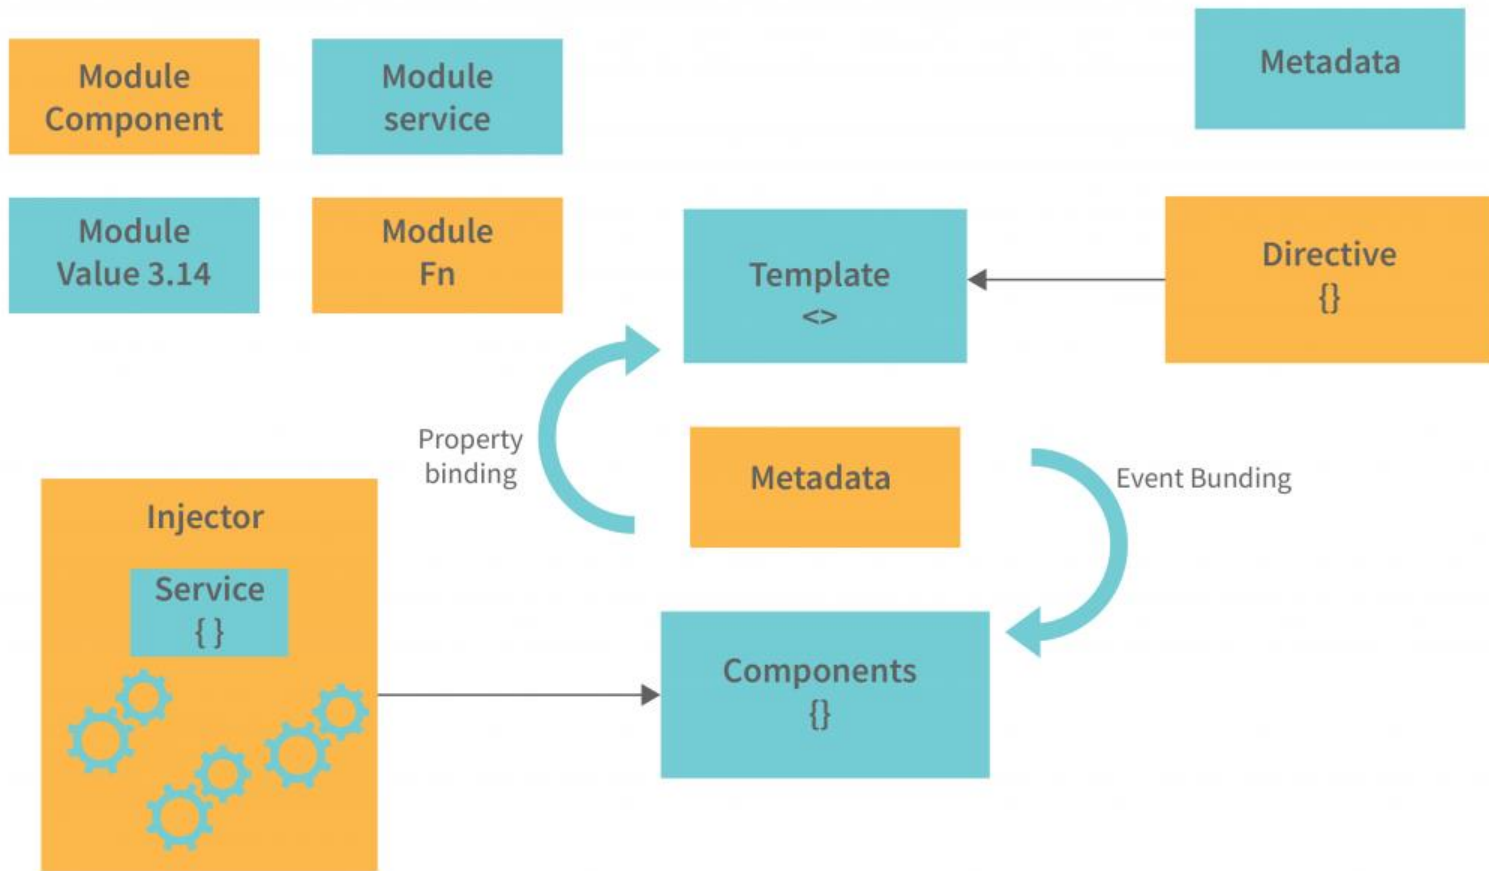 Module
Component
Module
service
Metadata
Module
Value 3.14
Module
Fn
Template
<>
Directive
{}
Property
binding
Metadata
Event Bunding
Injector
Service
{ }
Components
{}